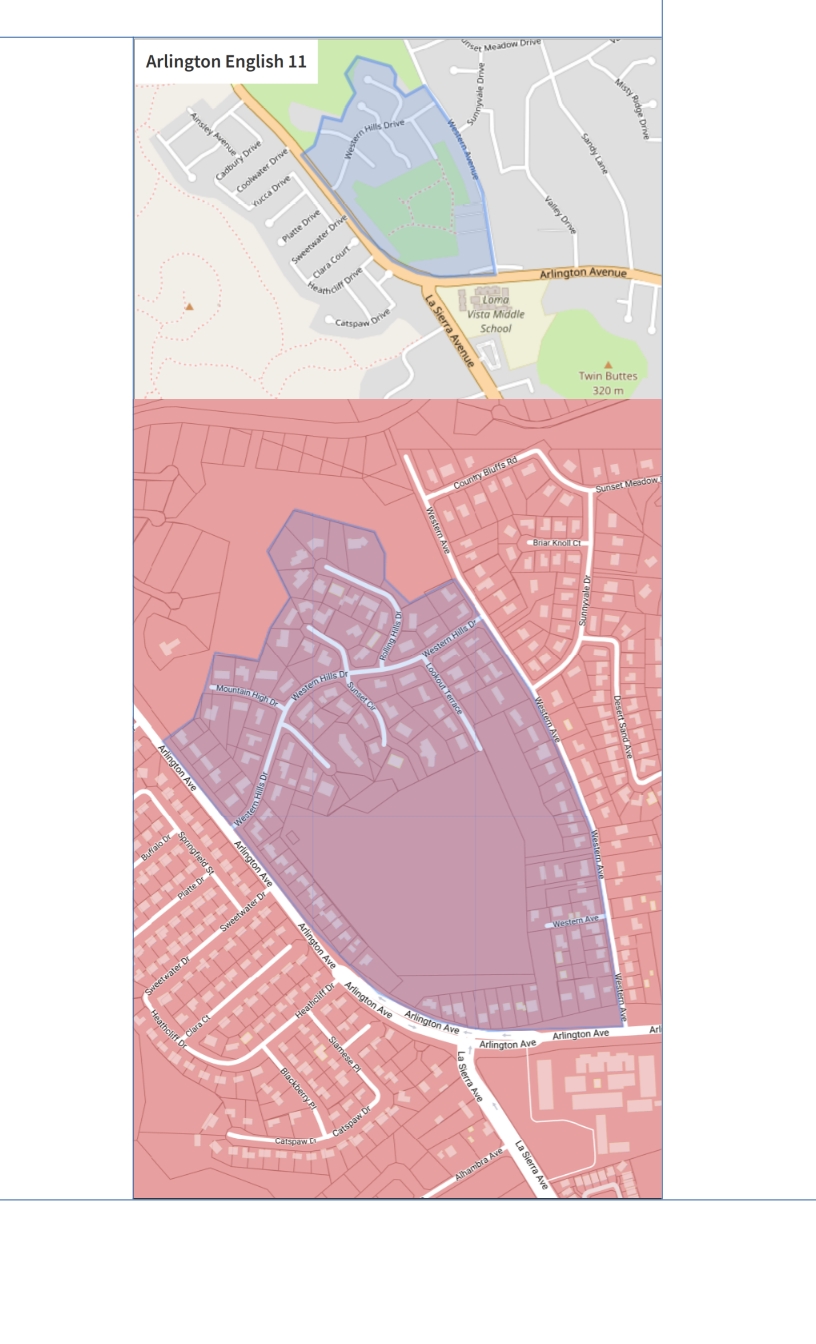 Arlington English 11
Sunset Meadow Drive
Misty Ridge Drive
Sunnyvale Drive
Sandy Lane
Ainsley Avenue
Western Hills Drive
Western Avenue
Cadbury Drive
Coolwater Drive
Yucca Drive
Valley Drive
Platte Drive
Sweetwater Drive
Clara Court
Heathcliff Drive
Arlington Avenue
Catspaw Drive
La Sierra Avenue
Loma
Vista Middle
School
Twin Buttes
320 m
Country Bluffs Rd
Sunset Meadow
Western Ave
Briar Knoll Ct
Sunnyvale Dr
Rolling Hills Dr
Western Hills Dr
Western Hills Dr
Mountain High Dr
Sunset Cir
Lookout Terrace
Western Ave
Desert Sand Ave
Arlington Ave
Western Hills Dr
Buffalo Dr
Springfield St
Arlington Ave
Western Ave
Platte Dr
Sweetwater Dr
Western Ave
Arlington Ave
Sweetwater Dr
Heathcliff Dr
Arlington Ave
Western Ave
Clara Ct
Heathcliff Dr
Arlington Ave
Arlington Ave
Arlington Ave
Arl
Siamese Pl
La Sierra Ave
Blackberry Pl
Catspaw Dr
Catspaw Dr
Alhambra Ave
La Sierra Ave